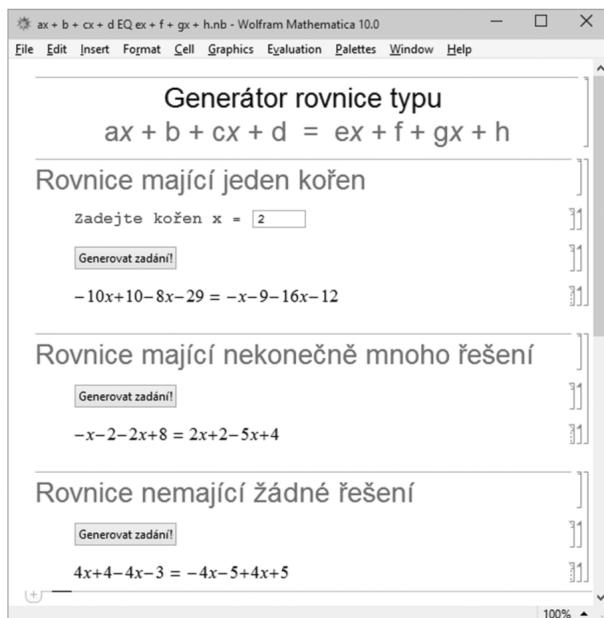 ax + b + cx + d EQ ex + f + gx + h.nb - Wolfram Mathematica 10.0
File Edit Insert Format Cell Graphics Evaluation Palettes Window Help
Generátor rovnice typu
ax + b + cx + d = ex + f + gx + h
Rovnice mající jeden kořen
Zadejte kořen x = 2
Generovat zadání!
−10x+10−8x−29 = −x−9−16x−12
Rovnice mající nekonečně mnoho řešení
Generovat zadání!
−x−2−2x+8 = 2x+2−5x+4
Rovnice nemající žádné řešení
Generovat zadání!
4x+4−4x−3 = −4x−5+4x+5
100%